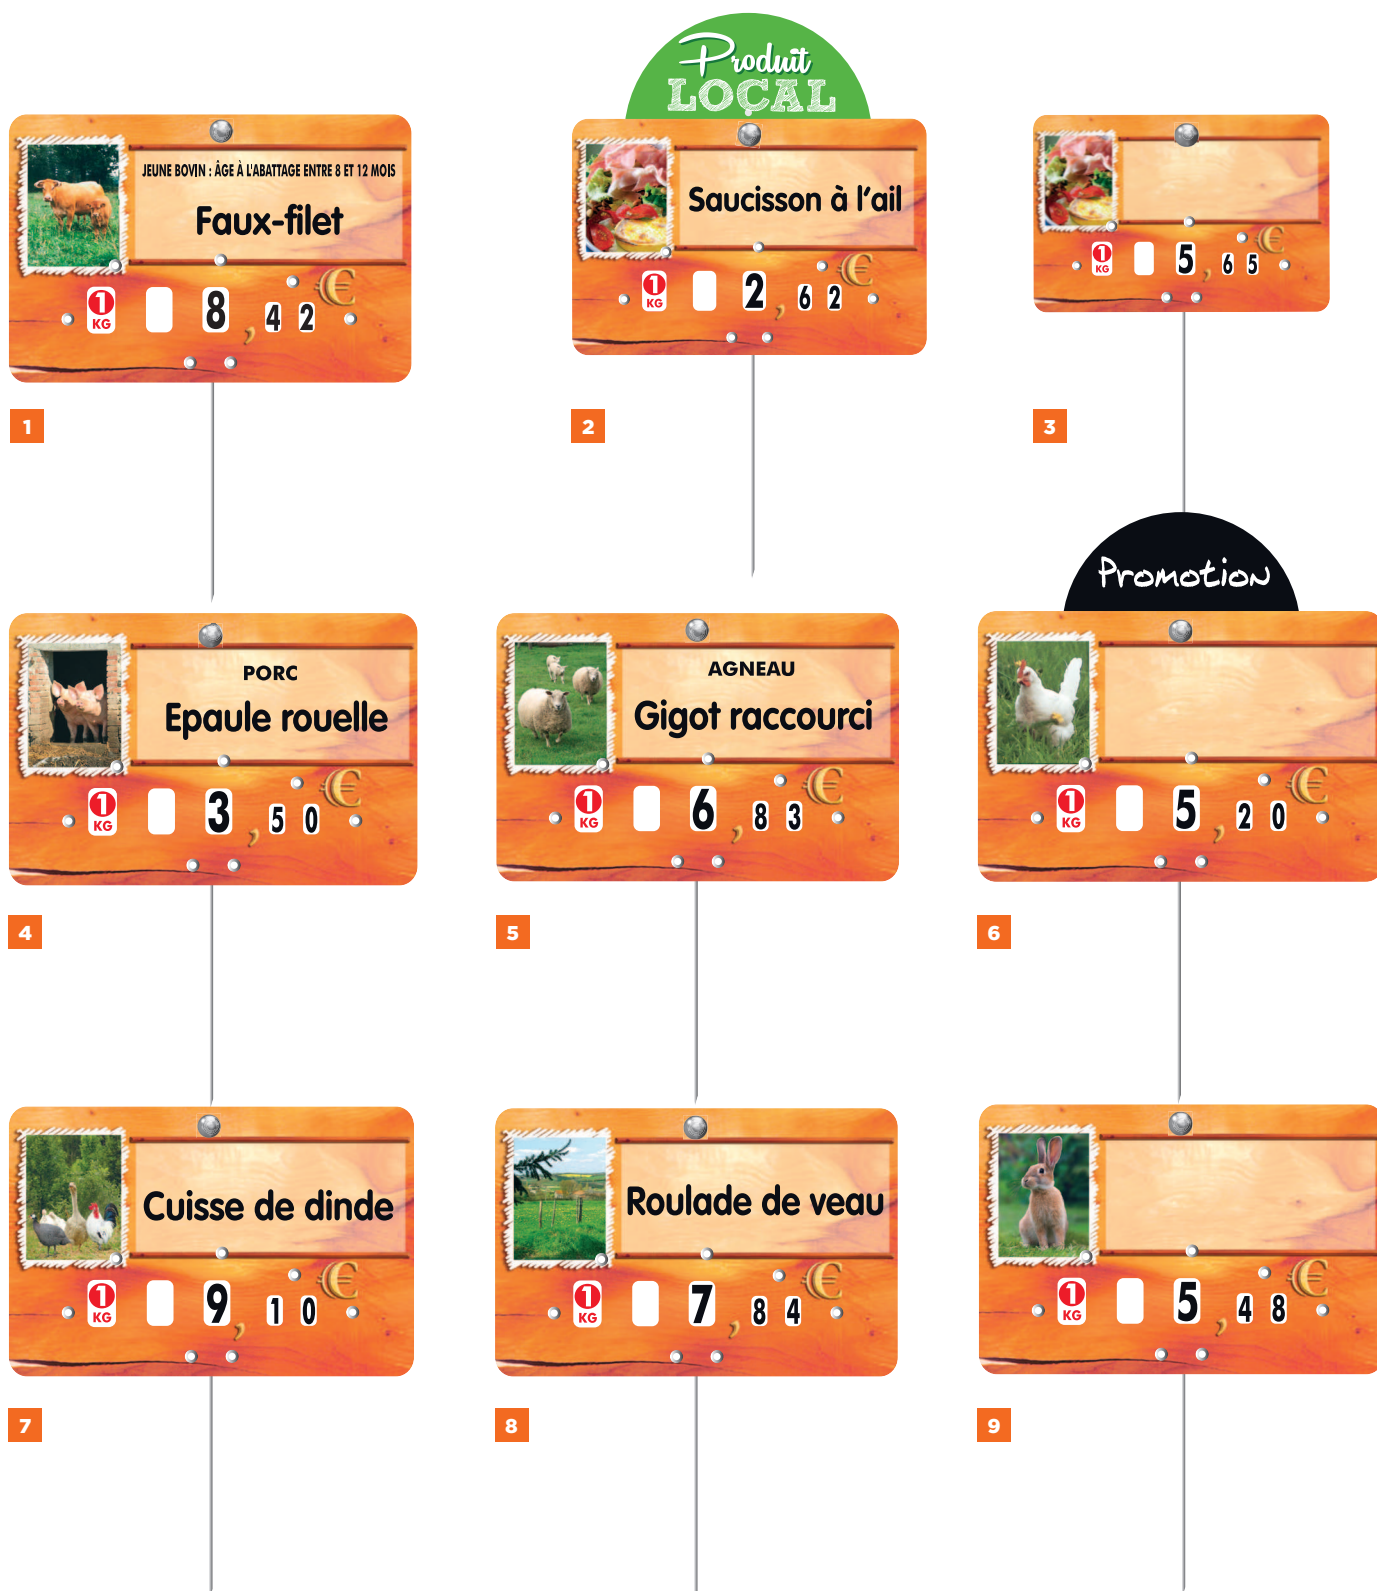 Produit
LOÇAL
JEUNE BOVIN : ÂGE À L'ABATTAGE ENTRE 8 ET 12 MOIS
Faux-filet
1 KG 8,42 €
Saucisson à l'ail
1 KG 2,62 €
1 KG 5,65 €
1
2
3
Promotion
PORC
Epaule rouelle
1 KG 3,50 €
AGNEAU
Gigot raccourci
1 KG 6,83 €
1 KG 5,20 €
4
5
6
Cuisse de dinde
1 KG 9,10 €
Roulade de veau
1 KG 7,84 €
1 KG 5,48 €
7
8
9